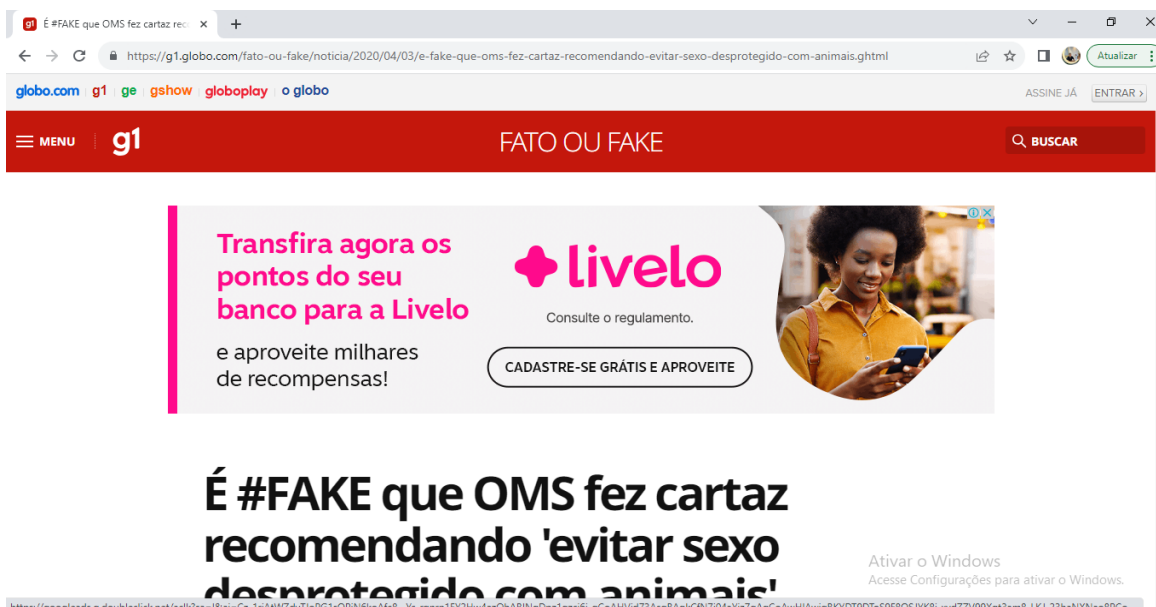 g1 É #FAKE que OMS fez cartaz rec
https://g1.globo.com/fato-ou-fake/noticia/2020/04/03/e-fake-que-oms-fez-cartaz-recomendando-evitar-sexo-desprotegido-com-animais.ghtml Atualizar
globo.com g1 ge gshow globoplay o globo ASSINE JÁ ENTRAR >
MENU g1 FATO OU FAKE BUSCAR
Transfira agora os
pontos do seu
banco para a Livelo
e aproveite milhares
de recompensas!
livelo
Consulte o regulamento.
CADASTRE-SE GRÁTIS E APROVEITE
É #FAKE que OMS fez cartaz
recomendando 'evitar sexo
desprotegido com animais'
Ativar o Windows
Acesse Configurações para ativar o Windows.